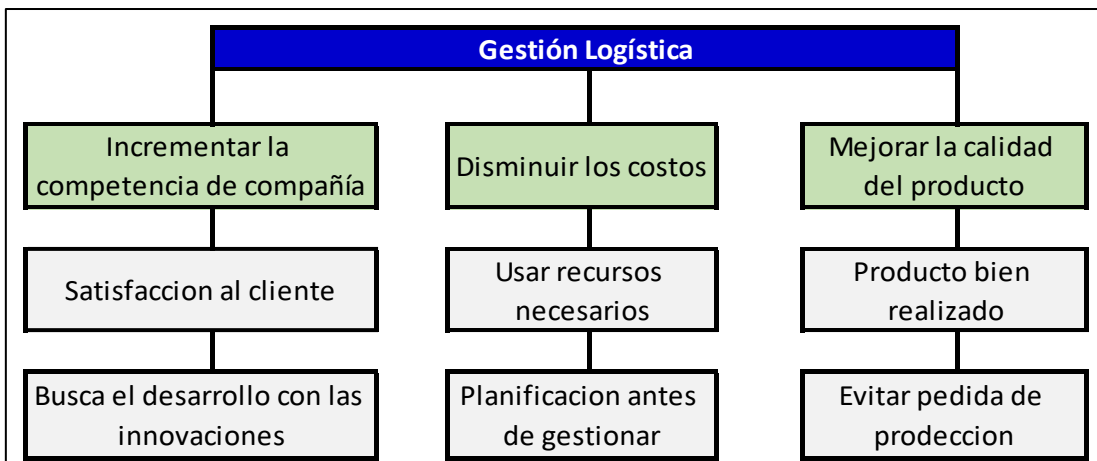 Gestión Logística
Incrementar la
competencia de compañía
Disminuir los costos
Mejorar la calidad
del producto
Satisfaccion al cliente
Usar recursos
necesarios
Producto bien
realizado
Busca el desarrollo con las
innovaciones
Planificacion antes
de gestionar
Evitar pedida de
prodeccion